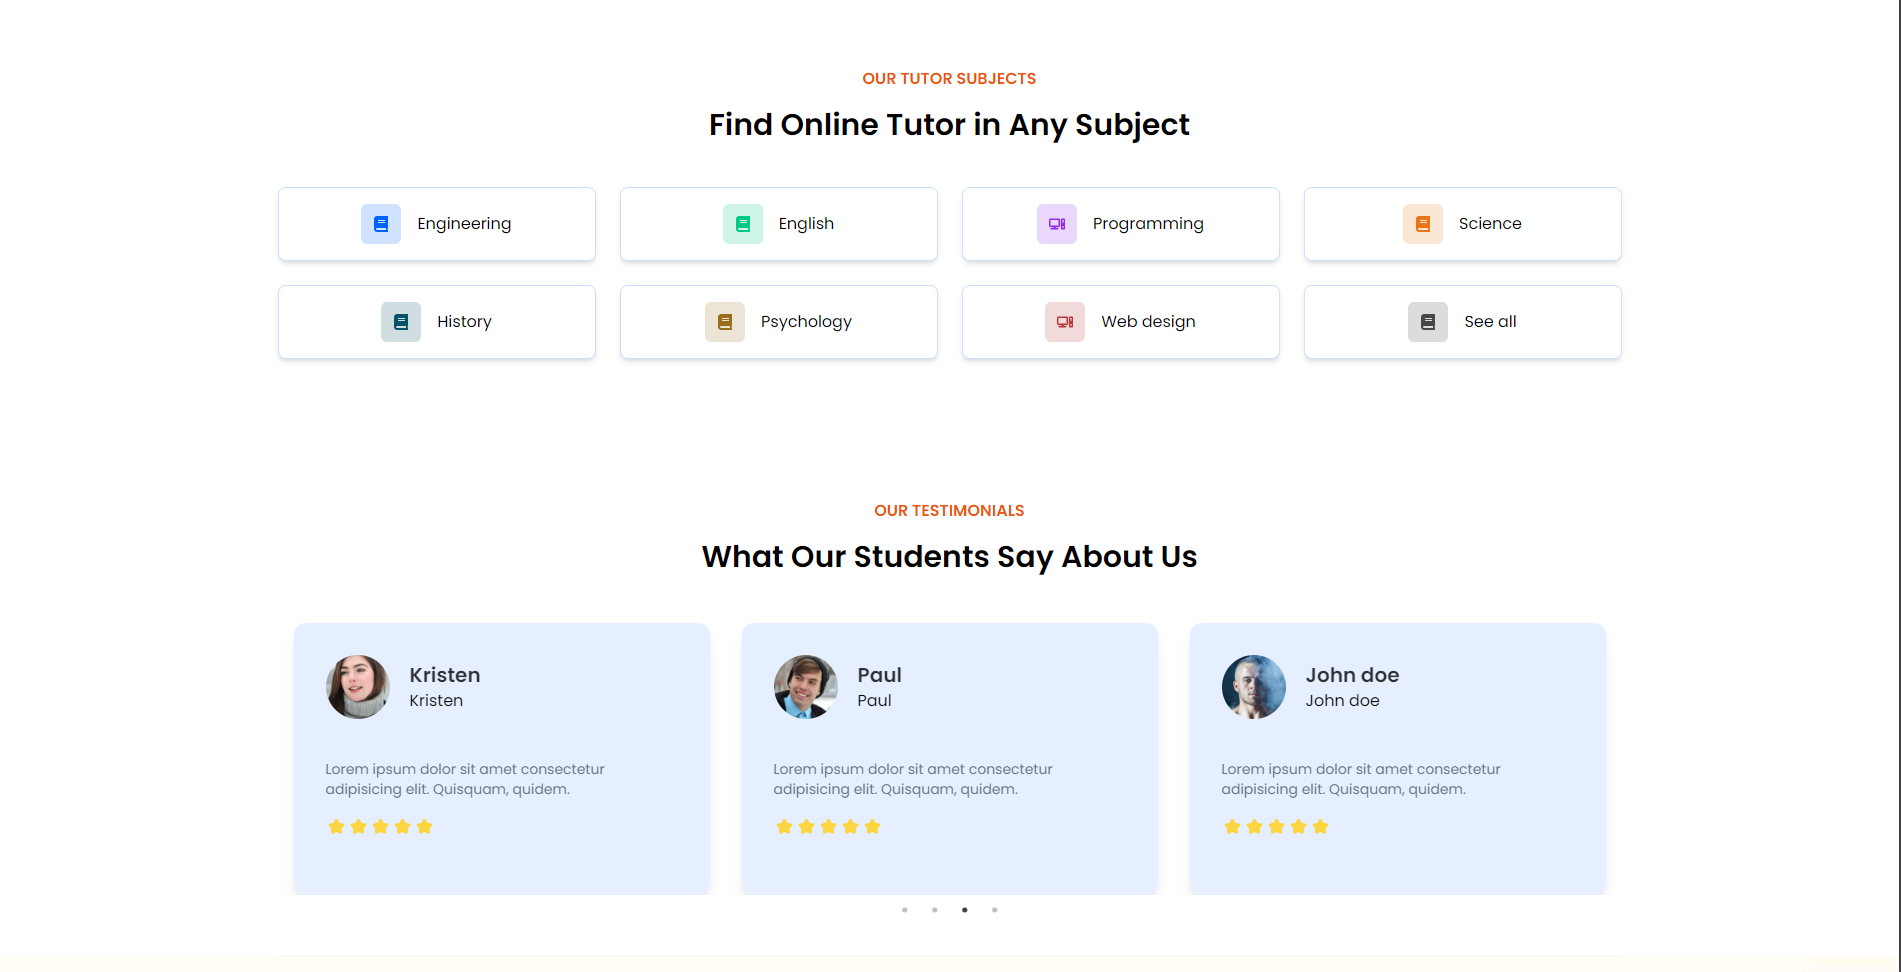 OUR TUTOR SUBJECTS
Find Online Tutor in Any Subject
Engineering
English
Programming
Science
History
Psychology
Web design
See all
OUR TESTIMONIALS
What Our Students Say About Us
Kristen
Kristen
Lorem ipsum dolor sit amet consectetur
adipisicing elit. Quisquam, quidem.
Paul
Paul
Lorem ipsum dolor sit amet consectetur
adipisicing elit. Quisquam, quidem.
John doe
John doe
Lorem ipsum dolor sit amet consectetur
adipisicing elit. Quisquam, quidem.